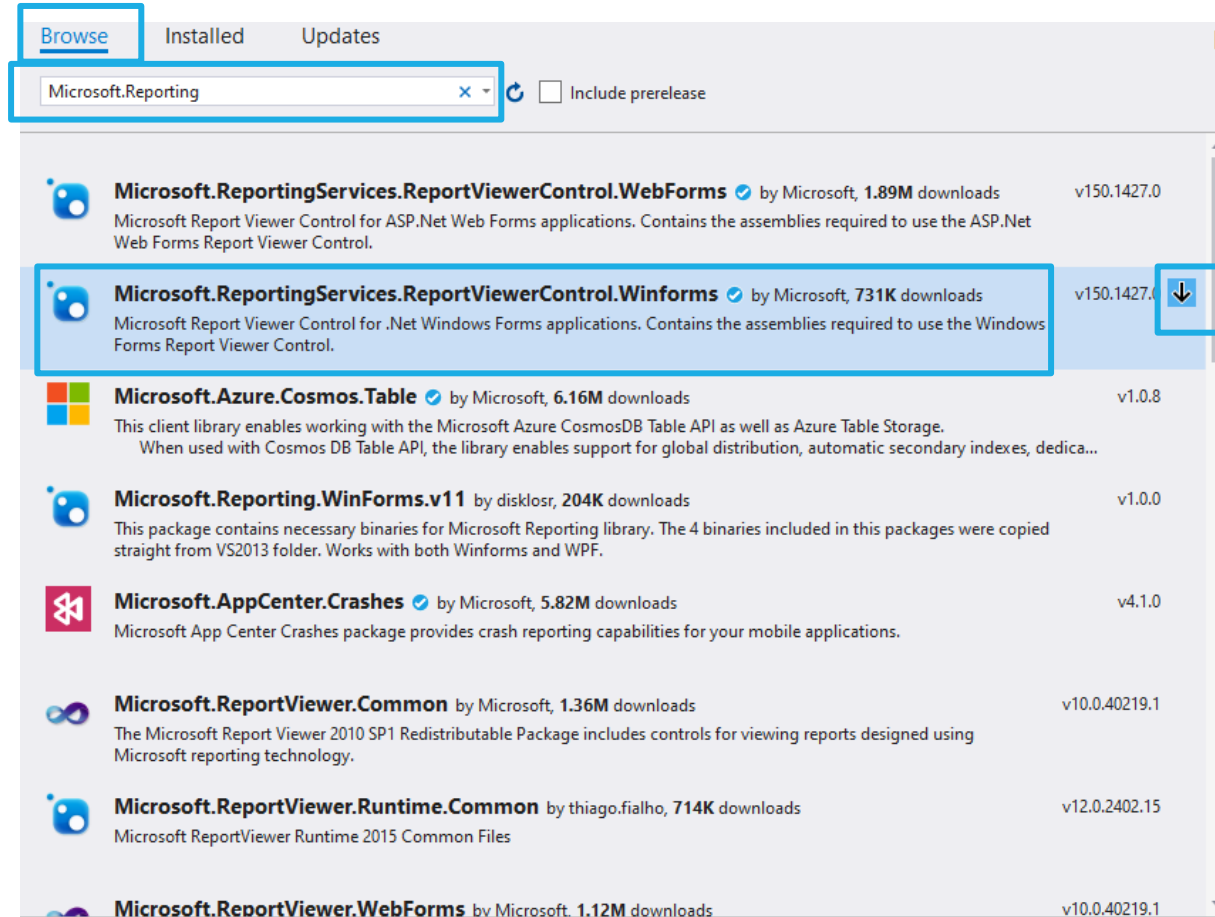 Browse Installed Updates
Microsoft.Reporting Include prerelease
Microsoft.ReportingServices.ReportViewerControl.WebForms by Microsoft, 1.89M downloads v150.1427.0
Microsoft Report Viewer Control for ASP.Net Web Forms applications. Contains the assemblies required to use the ASP.Net
Web Forms Report Viewer Control.
Microsoft.ReportingServices.ReportViewerControl.Winforms by Microsoft, 731K downloads v150.1427.
Microsoft Report Viewer Control for .Net Windows Forms applications. Contains the assemblies required to use the Windows
Forms Report Viewer Control.
Microsoft.Azure.Cosmos.Table by Microsoft, 6.16M downloads v1.0.8
This client library enables working with the Microsoft Azure CosmosDB Table API as well as Azure Table Storage.
When used with Cosmos DB Table API, the library enables support for global distribution, automatic secondary indexes, dedica...
Microsoft.Reporting.WinForms.v11 by disklosr, 204K downloads v1.0.0
This package contains necessary binaries for Microsoft Reporting library. The 4 binaries included in this packages were copied
straight from VS2013 folder. Works with both Winforms and WPF.
Microsoft.AppCenter.Crashes by Microsoft, 5.82M downloads v4.1.0
Microsoft App Center Crashes package provides crash reporting capabilities for your mobile applications.
Microsoft.ReportViewer.Common by Microsoft, 1.36M downloads v10.0.40219.1
The Microsoft Report Viewer 2010 SP1 Redistributable Package includes controls for viewing reports designed using
Microsoft reporting technology.
Microsoft.ReportViewer.Runtime.Common by thiago.fialho, 714K downloads v12.0.2402.15
Microsoft ReportViewer Runtime 2015 Common Files
Microsoft.ReportViewer.WebForms by Microsoft, 1.12M downloads v10.0.40219.1